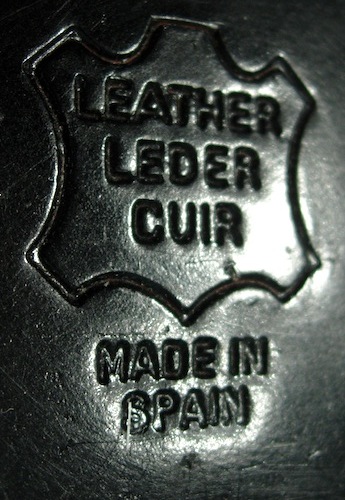 LEATHER
LEDER
CUIR
MADE IN
SPAIN